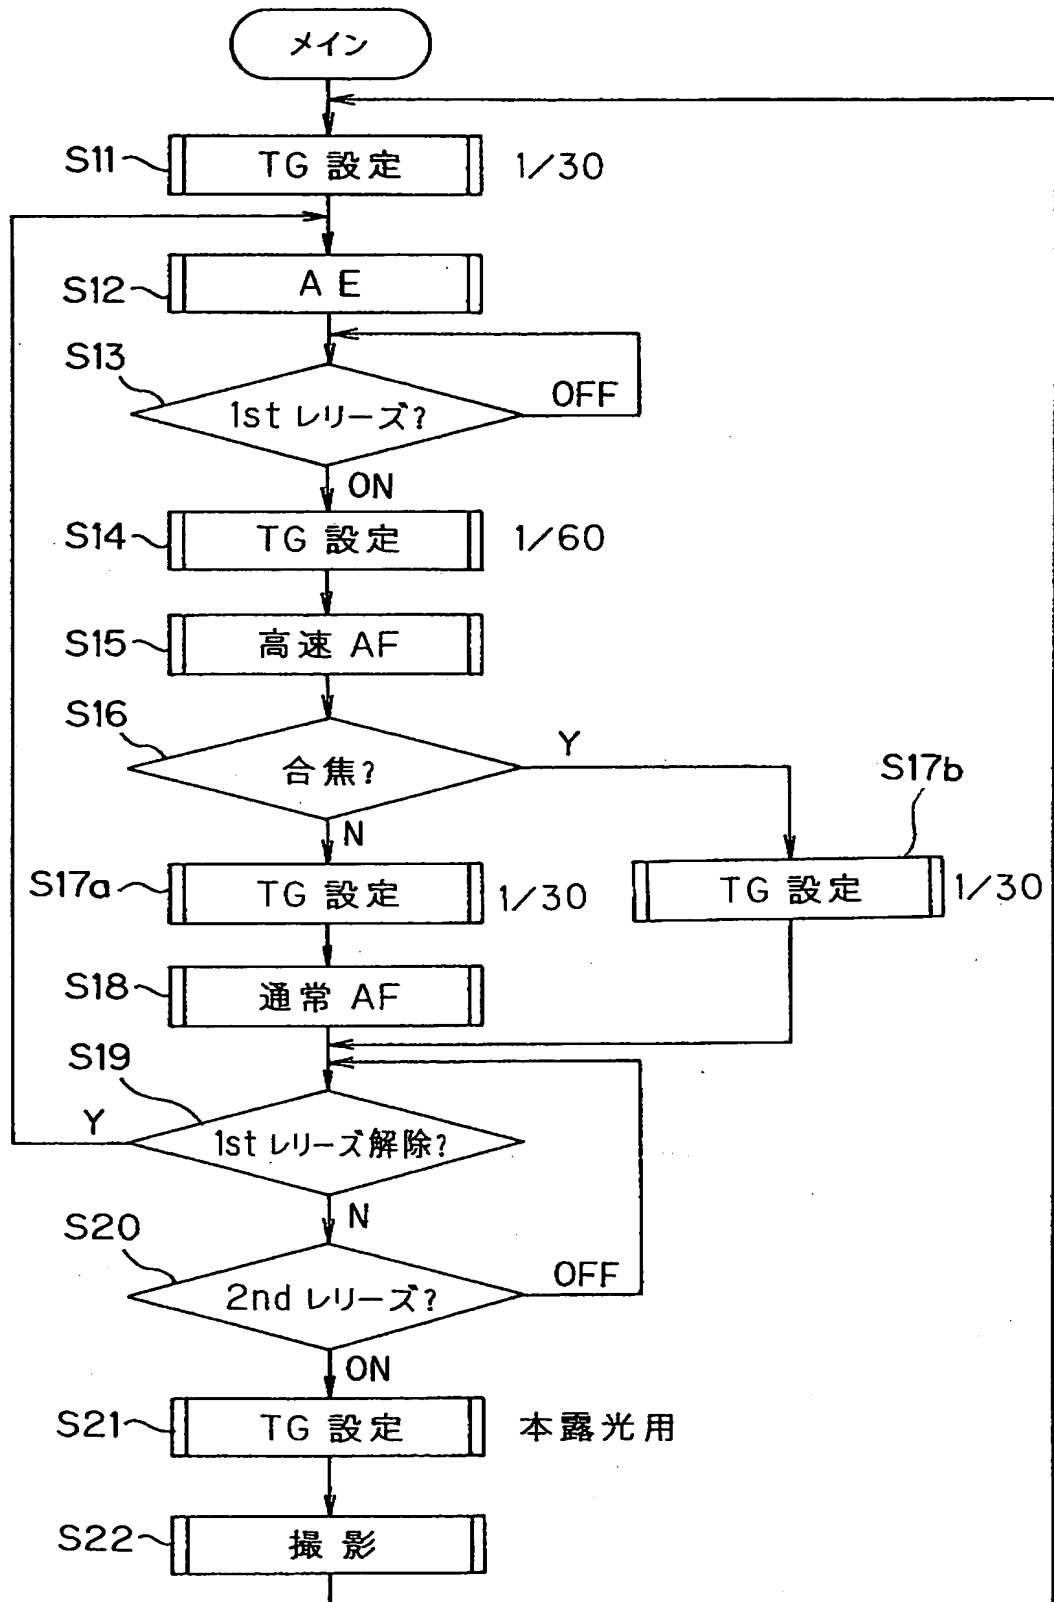 メイン
S11 TG 設定 1/30
S12 AE
S13
1st レリーズ? OFF
ON
S14 TG 設定 1/60
S15 高速 AF
S16
合焦? Y
N
S17b
S17a TG 設定 1/30 TG 設定 1/30
S18 通常 AF
S19
Y 1st レリーズ解除?
N
S20
2nd レリーズ? OFF
ON
S21 TG 設定 本露光用
S22 撮影